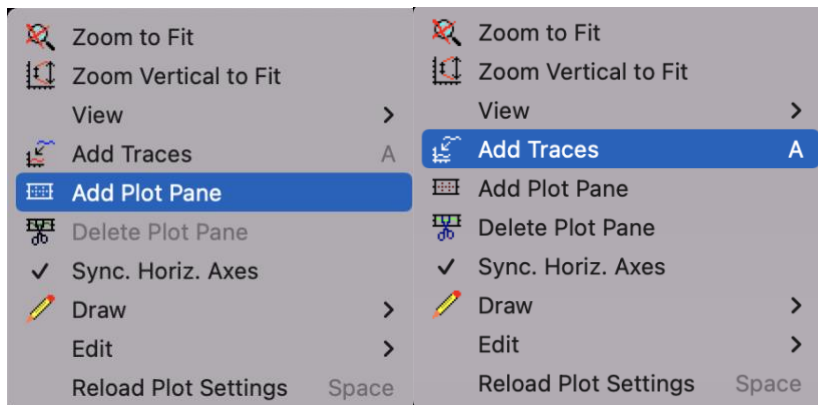 Zoom to Fit
Zoom Vertical to Fit
View
Add Traces A
Add Plot Pane
Delete Plot Pane
Sync. Horiz. Axes
Draw
Edit
Reload Plot Settings Space
Zoom to Fit
Zoom Vertical to Fit
View
Add Traces A
Add Plot Pane
Delete Plot Pane
Sync. Horiz. Axes
Draw
Edit
Reload Plot Settings Space